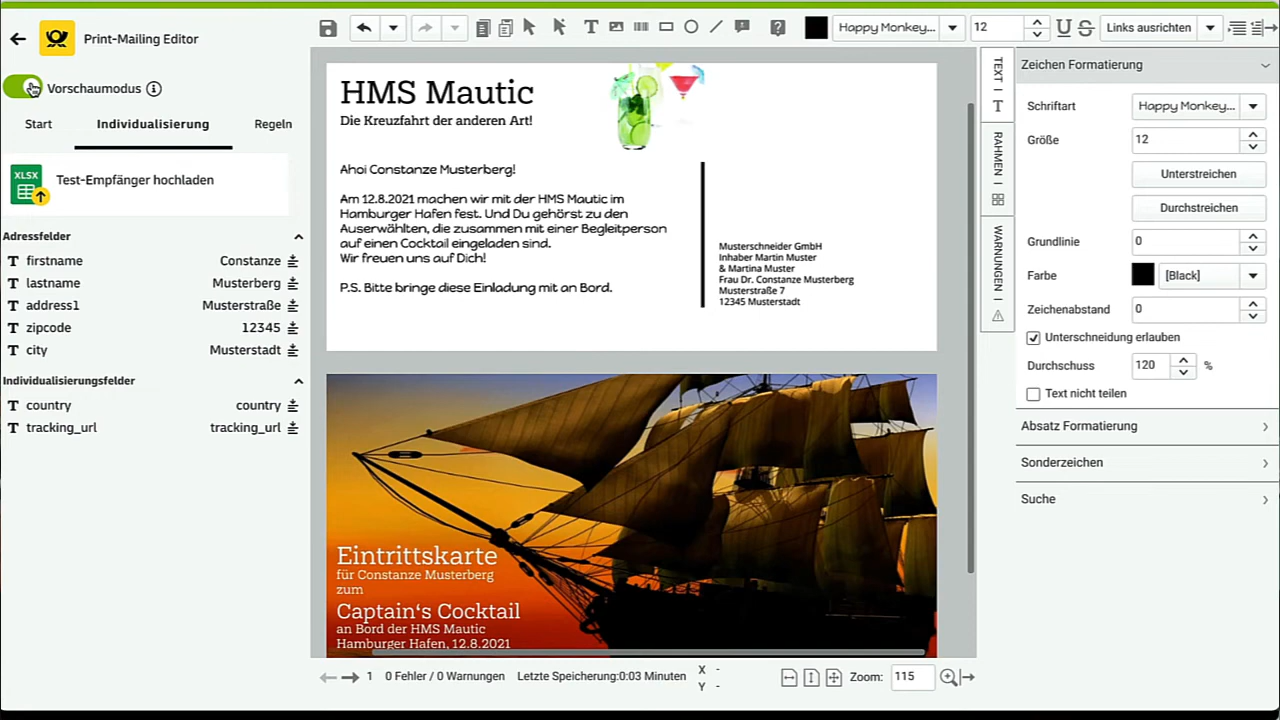 Print-Mailing Editor
Happy Monkey...
12
Links ausrichten
Vorschaumodus
Start
Individualisierung
Regeln
XLSX
Test-Empfänger hochladen
Adressfelder
firstname Constanze
lastname Musterberg
address1 Musterstraße
zipcode 12345
city Musterstadt
Individualisierungsfelder
country country
tracking_url tracking_url
HMS Mautic
Die Kreuzfahrt der anderen Art!
Ahoi Constanze Musterberg!
Am 12.8.2021 machen wir mit der HMS Mautic im
Hamburger Hafen fest. Und Du gehörst zu den
Auserwählten, die zusammen mit einer Begleitperson
auf einen Cocktail eingeladen sind.
Wir freuen uns auf Dich!
P.S. Bitte bringe diese Einladung mit an Bord.
Musterschneider GmbH
Inhaber Martin Muster
& Martina Muster
Frau Dr. Constanze Musterberg
Musterstraße 7
12345 Musterstadt
Eintrittskarte
für Constanze Musterberg
zum
Captain‘s Cocktail
an Bord der HMS Mautic
Hamburger Hafen, 12.8.2021
1
0 Fehler / 0 Warnungen
Letzte Speicherung:0:03 Minuten
X -
Y -
Zoom: 115
TEXT | T
RAHMEN |
WARNUNGEN |
Zeichen Formatierung
Schriftart Happy Monkey...
Größe 12
Unterstreichen
Durchstreichen
Grundlinie 0
Farbe [Black]
Zeichenabstand 0
Unterschneidung erlauben
Durchschuss 120 %
Text nicht teilen
Absatz Formatierung
Sonderzeichen
Suche